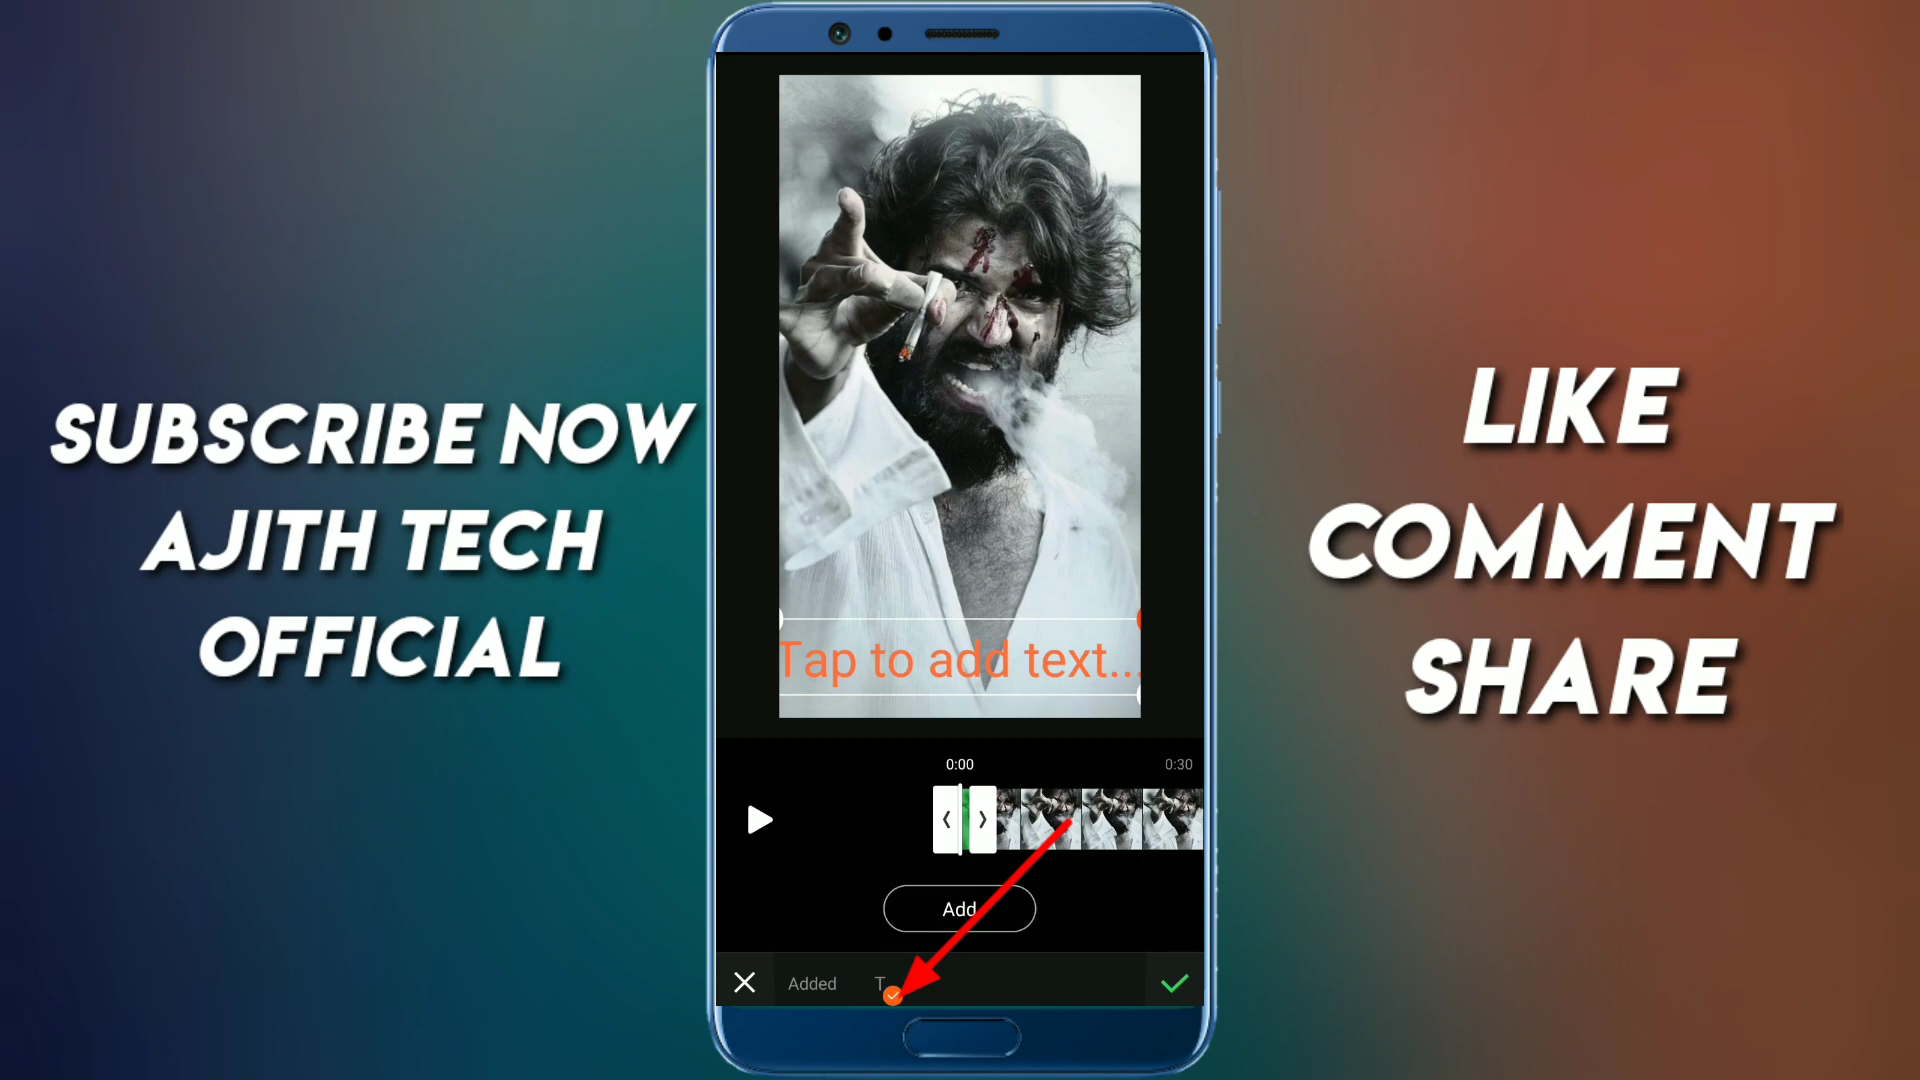 SUBSCRIBE NOW
AJITH TECH
OFFICIAL
Tap to add text...
0:00
0:30
Add
Added
T
LIKE
COMMENT
SHARE